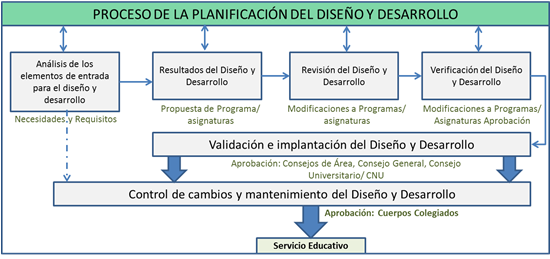 PROCESO DE LA PLANIFICACIÓN DEL DISEÑO Y DESARROLLO
Análisis de los
elementos de entrada
para el diseño y
desarrollo
Necesidades y Requisitos
Resultados del Diseño y
Desarrollo
Propuesta de Programa/
asignaturas
Revisión del Diseño y
Desarrollo
Modificaciones a Programas/
asignaturas
Verificación del Diseño
y Desarrollo
Modificaciones a Programas/
Asignaturas Aprobación
Validación e implantación del Diseño y Desarrollo
Aprobación: Consejos de Área, Consejo General, Consejo
Universitario/ CNU
Control de cambios y mantenimiento del Diseño y Desarrollo
Aprobación: Cuerpos Colegiados
Servicio Educativo